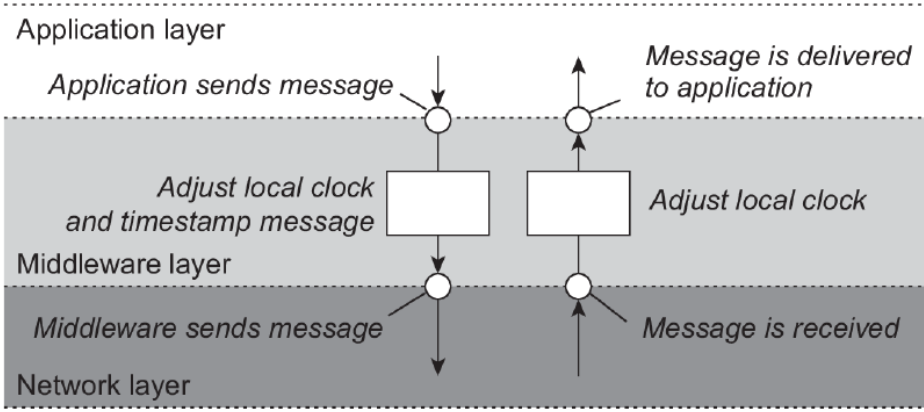 Application layer
Application sends message
Message is delivered
to application
Adjust local clock
and timestamp message
Adjust local clock
Middleware layer
Middleware sends message
Message is received
Network layer